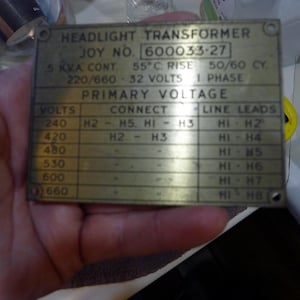 HEADLIGHT TRANSFORMER
JOY NO. 600033-27
.5 K.V.A. CONT. 55°C. RISE 50/60 CY.
220/660 - 32 VOLTS 1 PHASE
PRIMARY VOLTAGE
VOLTS CONNECT LINE LEADS
240 H2 - H5, H1 - H3 H1 - H2
420 H2 - H3 H1 - H4
480 " " H1 - H5
530 " " H1 - H6
600 " " H1 - H7
660 " " H1 - H8